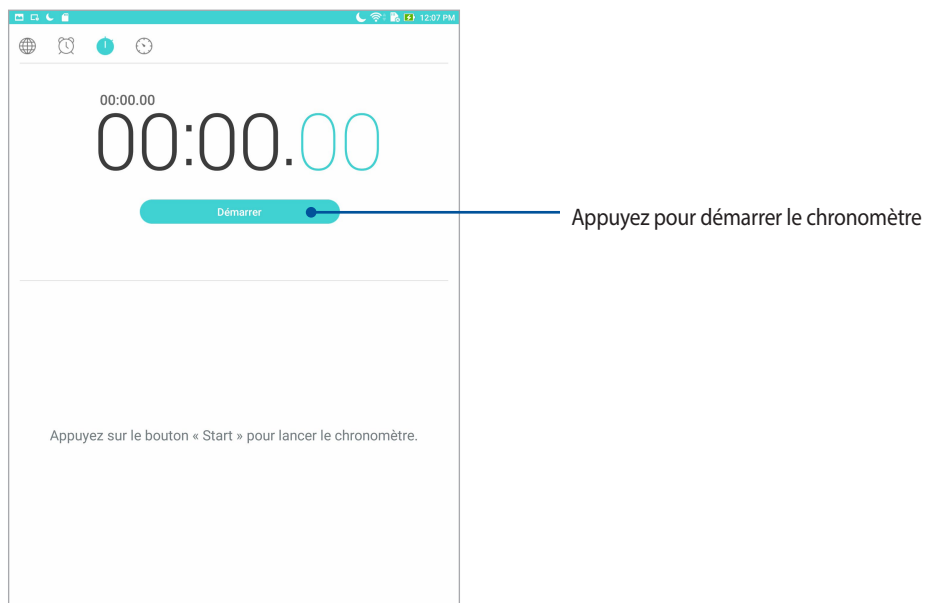 12:07 PM
00:00.00
00:00.00
Démarrer
Appuyez pour démarrer le chronomètre
Appuyez sur le bouton « Start » pour lancer le chronomètre.